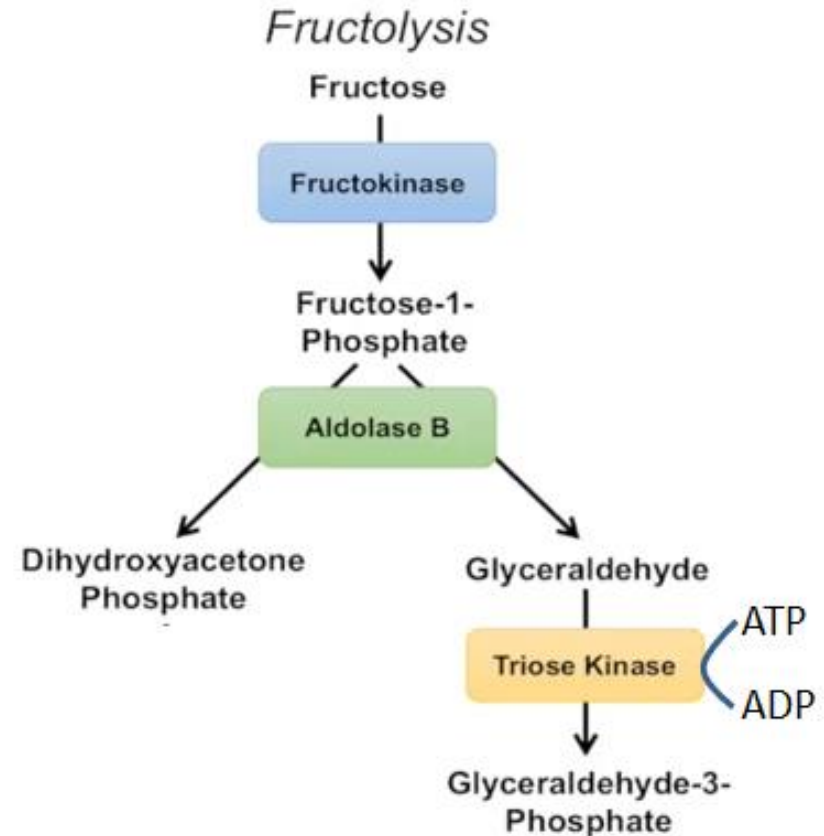 Fructolysis
Fructose
Fructokinase
Fructose-1-
Phosphate
Aldolase B
Dihydroxyacetone
Phosphate
Glyceraldehyde
ATP
Triose Kinase
ADP
Glyceraldehyde-3-
Phosphate